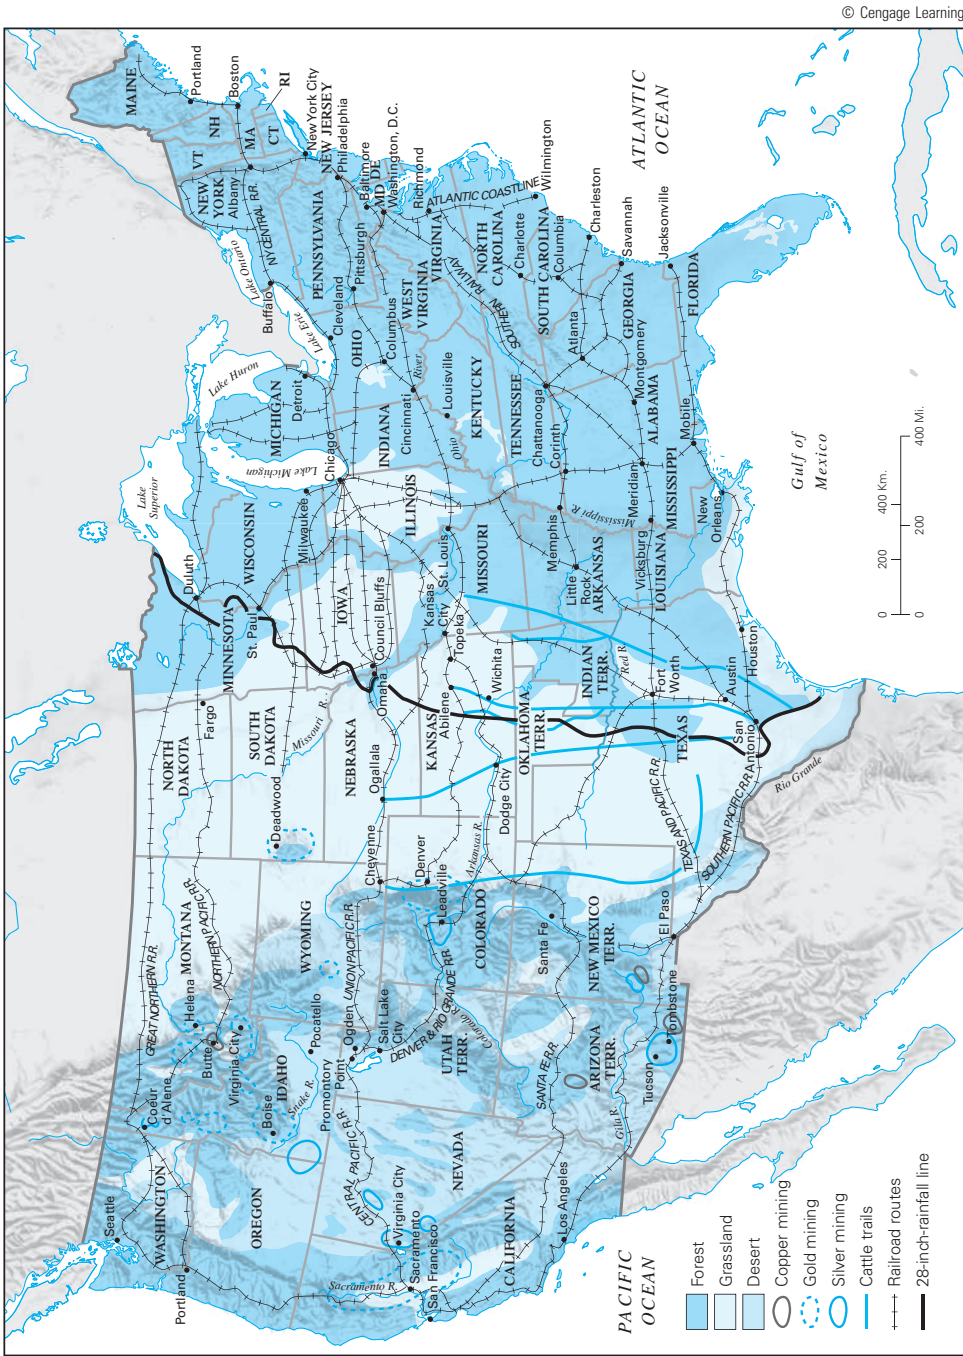 © Cengage Learning
MAINE
Portland
VT
NH
Boston
MA
RI
CT
NEW
YORK
Albany
NY CENTRAL R.R.
New York City
NEW JERSEY
Philadelphia
PENNSYLVANIA
Pittsburgh
Baltimore
MD
DE
Washington, D.C.
Richmond
ATLANTIC COASTLINE
Wilmington
ATLANTIC
OCEAN
Lake Ontario
Buffalo
Lake Erie
Cleveland
OHIO
Columbus
WEST
VIRGINIA
VIRGINIA
SOUTHERN RAILWAY
NORTH
CAROLINA
Charlotte
SOUTH CAROLINA
Columbia
Charleston
Savannah
Jacksonville
Lake Huron
MICHIGAN
Detroit
INDIANA
Cincinnati
Ohio
River
Louisville
KENTUCKY
TENNESSEE
Chattanooga
Atlanta
GEORGIA
Montgomery
ALABAMA
FLORIDA
Lake
Superior
Lake Michigan
Chicago
Milwaukee
WISCONSIN
ILLINOIS
St. Louis
MISSOURI
Corinth
Memphis
Mississippi R.
Meridian
MISSISSIPPI
Mobile
New
Orleans
Gulf of
Mexico
Duluth
MINNESOTA
St. Paul
IOWA
Council Bluffs
Omaha
Kansas
City
Topeka
Little
Rock
ARKANSAS
Vicksburg
LOUISIANA
Houston
NORTH
DAKOTA
Fargo
SOUTH
DAKOTA
Missouri R.
Deadwood
NEBRASKA
Ogallala
KANSAS
Abilene
Wichita
Dodge City
OKLAHOMA
TERR.
INDIAN
TERR.
Red R.
Fort
Worth
TEXAS
Austin
San
Antonio
Rio Grande
TEXAS AND PACIFIC R.R.
SOUTHERN PACIFIC R.R.
GREAT NORTHERN R.R.
MONTANA
NORTHERN PACIFIC R.R.
Helena
Butte
Virginia City
WYOMING
Cheyenne
UNION PACIFIC R.R.
Denver
Leadville
COLORADO
Arkansas R.
Santa Fe
NEW MEXICO
TERR.
El Paso
Coeur
d'Alene
IDAHO
Boise
Snake R.
Pocatello
Promontory
Point
Ogden
Salt Lake
City
DENVER & RIO GRANDE R.R.
UTAH
TERR.
Colorado R.
SANTA FE R.R.
ARIZONA
TERR.
Gila R.
Tucson
Tombstone
Seattle
WASHINGTON
Portland
OREGON
CENTRAL PACIFIC R.R.
NEVADA
Virginia City
Sacramento
Sacramento R.
San Francisco
CALIFORNIA
Los Angeles
PACIFIC
OCEAN
Forest
Grassland
Desert
Copper mining
Gold mining
Silver mining
Cattle trails
Railroad routes
28-inch-rainfall line
0 200 400 Km.
0 200 400 Mi.